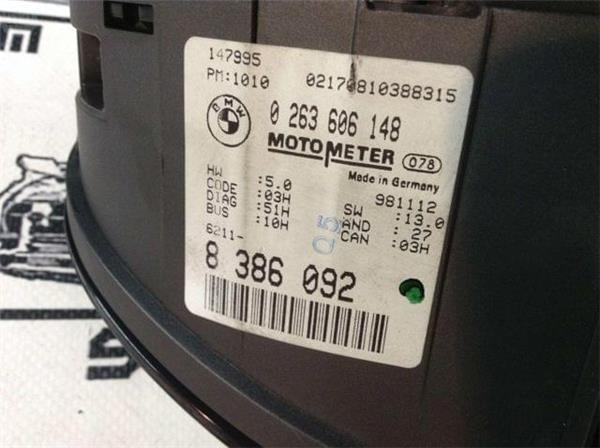 147995
PM:1010 02170810388315
BMW 0 263 606 148
MOTOMETER 078
Made in Germany
981112
HW :5.0 SW :13.0
CODE :03H AND : 27
DIAG :51H CAN :03H
BUS :10H
Q5
6211-
8 386 092